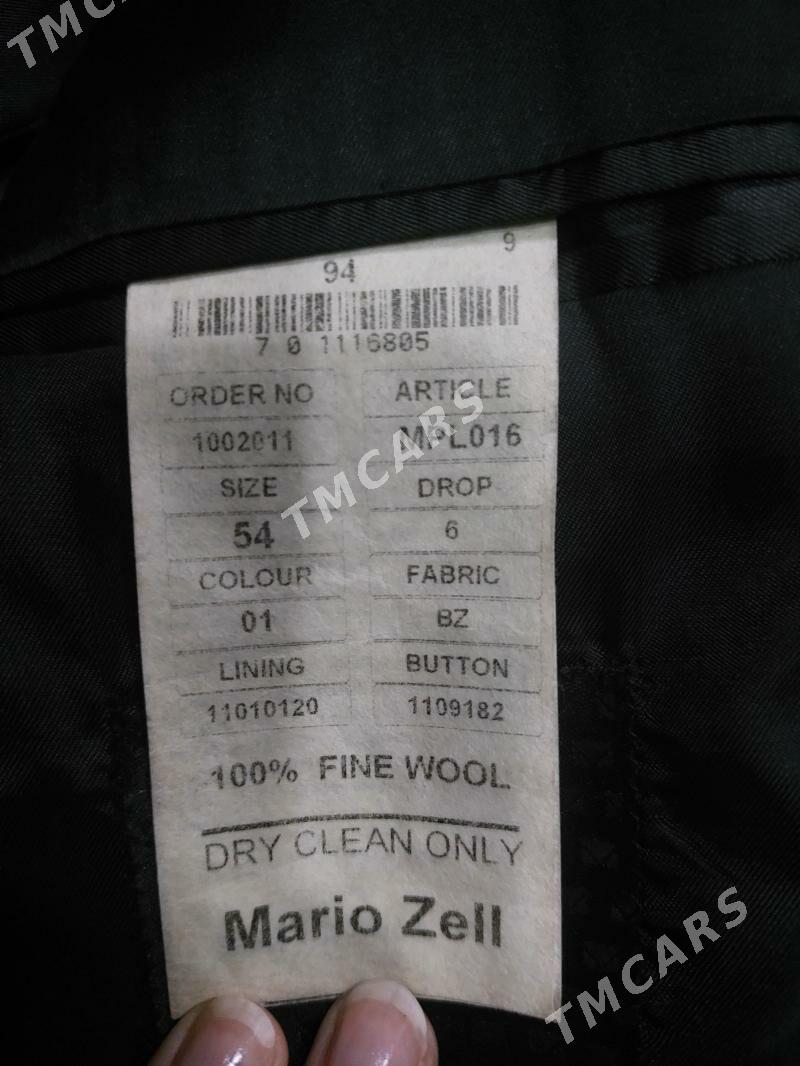 TMCARS
9
94
7 0 1116805
ORDER NO ARTICLE
1002011 MPL016
SIZE DROP
54 6
COLOUR FABRIC
01 BZ
LINING BUTTON
11010120 1109182
100% FINE WOOL
DRY CLEAN ONLY
Mario Zell
TMCARS
TMC